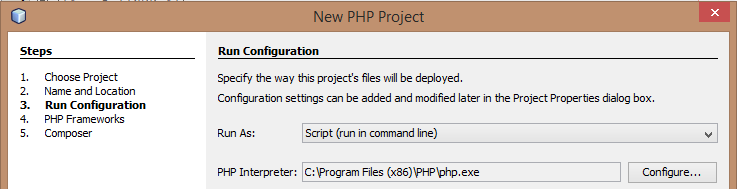 New PHP Project
Steps
1. Choose Project
2. Name and Location
3. Run Configuration
4. PHP Frameworks
5. Composer
Run Configuration
Specify the way this project's files will be deployed.
Configuration settings can be added and modified later in the Project Properties dialog box.
Run As: Script (run in command line)
PHP Interpreter: C:\Program Files (x86)\PHP\php.exe Configure...